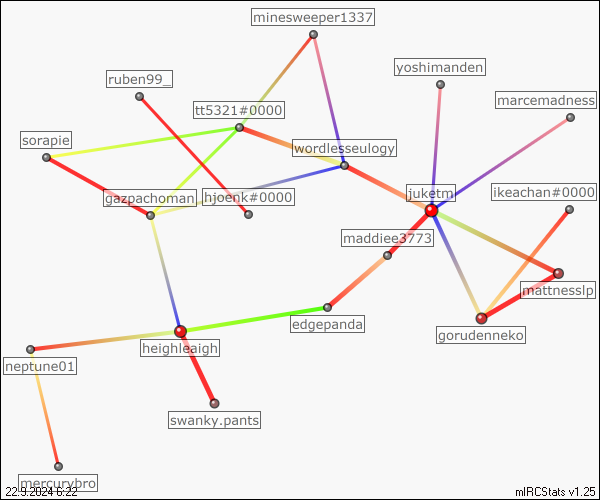 minesweeper1337
yoshimanden
ruben99_
marcemadness
tt5321#0000
sorapie
wordlesseulogy
juketm
ikeachan#0000
gazpachoman
hjoenk#0000
maddiee3773
mattnesslp
edgepanda
gorudenneko
heighleaigh
neptune01
swanky.pants
mercurybro
22.9.2024 6:22
mIRCStats v1.25